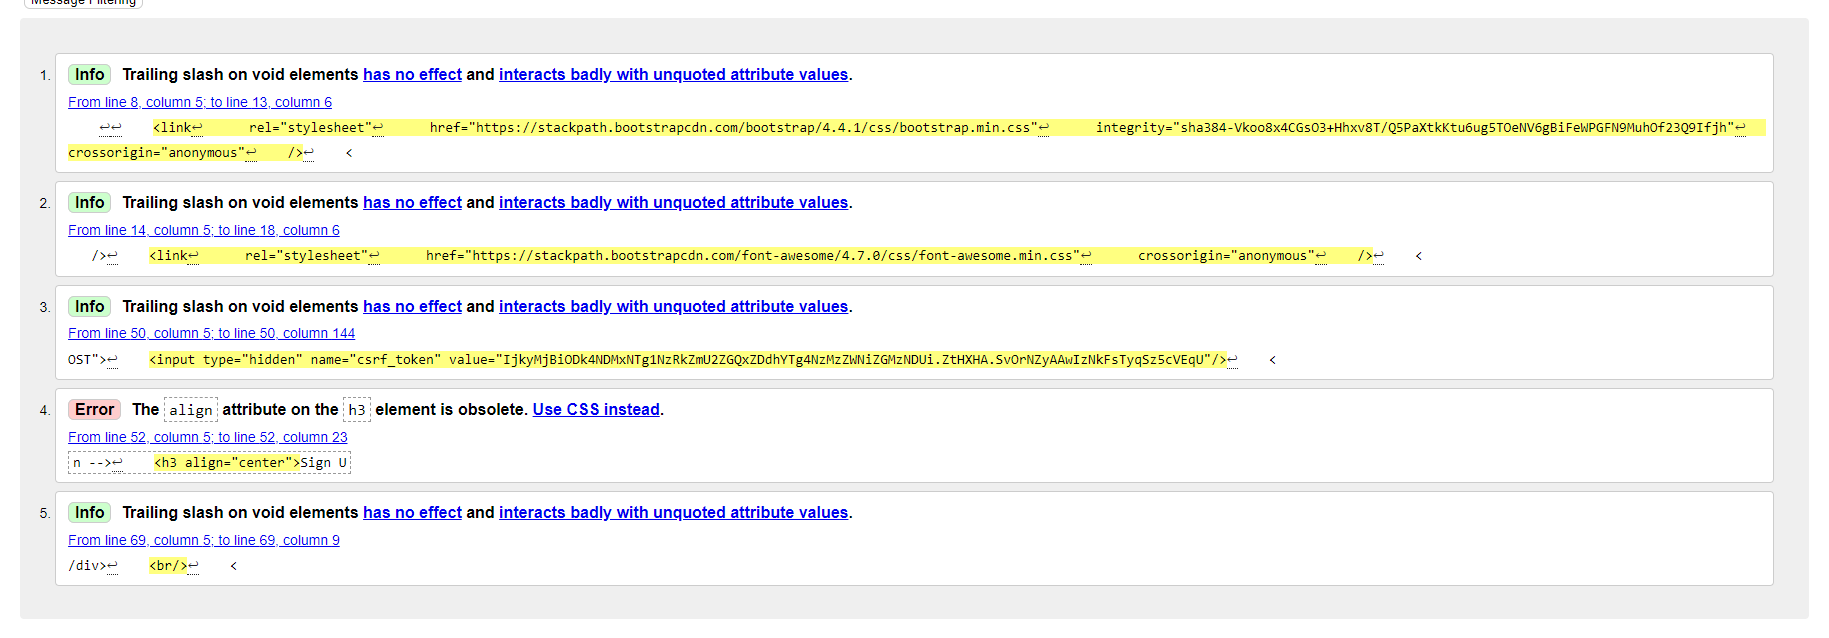 Message Filtering
1. Info Trailing slash on void elements has no effect and interacts badly with unquoted attribute values.
From line 8, column 5; to line 13, column 6
↩↩ <link↩ rel="stylesheet"↩ href="https://stackpath.bootstrapcdn.com/bootstrap/4.4.1/css/bootstrap.min.css"↩ integrity="sha384-Vkoo8x4CGsO3+Hhxv8T/Q5PaXtkKtu6ug5TOeNV6gBiFeWPGFN9MuhOf23Q9Ifjh"↩
crossorigin="anonymous"↩ />↩ <
2. Info Trailing slash on void elements has no effect and interacts badly with unquoted attribute values.
From line 14, column 5; to line 18, column 6
/>↩ <link↩ rel="stylesheet"↩ href="https://stackpath.bootstrapcdn.com/font-awesome/4.7.0/css/font-awesome.min.css"↩ crossorigin="anonymous"↩ />↩ <
3. Info Trailing slash on void elements has no effect and interacts badly with unquoted attribute values.
From line 50, column 5; to line 50, column 144
OST">↩ <input type="hidden" name="csrf_token" value="IjkyMjBiODk4NDMxNTg1NzRkZmU2ZGQxZDdhYTg4NzMzZWNiZGMzNDUi.ZtHXHA.SvOrNZyAAwIzNkFsTyqSz5cVEqU"/>↩ <
4. Error The align attribute on the h3 element is obsolete. Use CSS instead.
From line 52, column 5; to line 52, column 23
n -->↩ <h3 align="center">Sign U
5. Info Trailing slash on void elements has no effect and interacts badly with unquoted attribute values.
From line 69, column 5; to line 69, column 9
/div>↩ <br/>↩ <